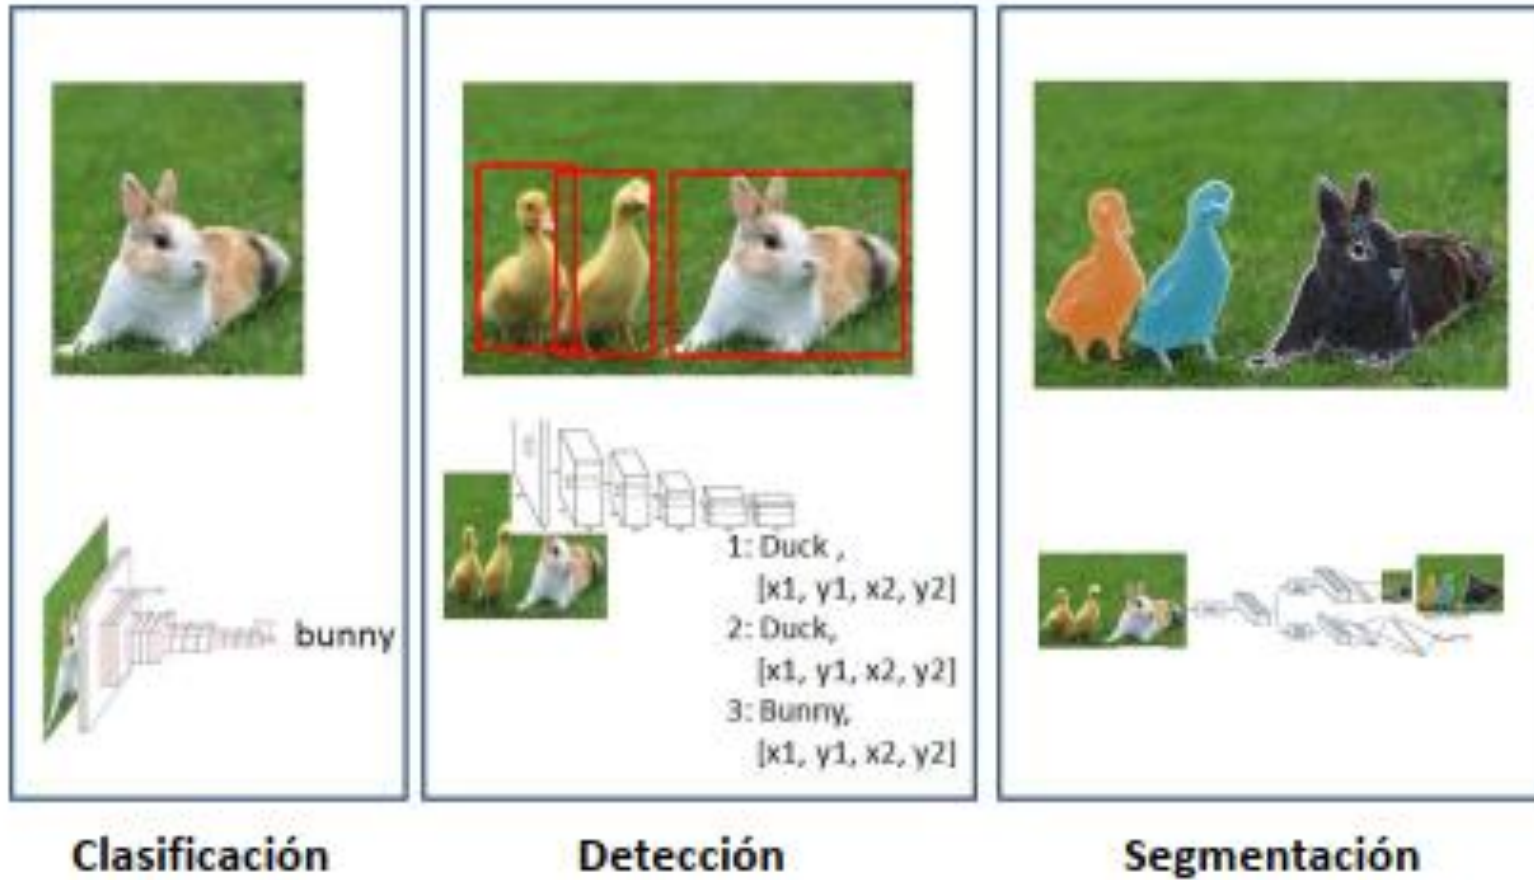 bunny
1: Duck ,
[x1, y1, x2, y2]
2: Duck,
[x1, y1, x2, y2]
3: Bunny,
[x1, y1, x2, y2]
Clasificación
Detección
Segmentación